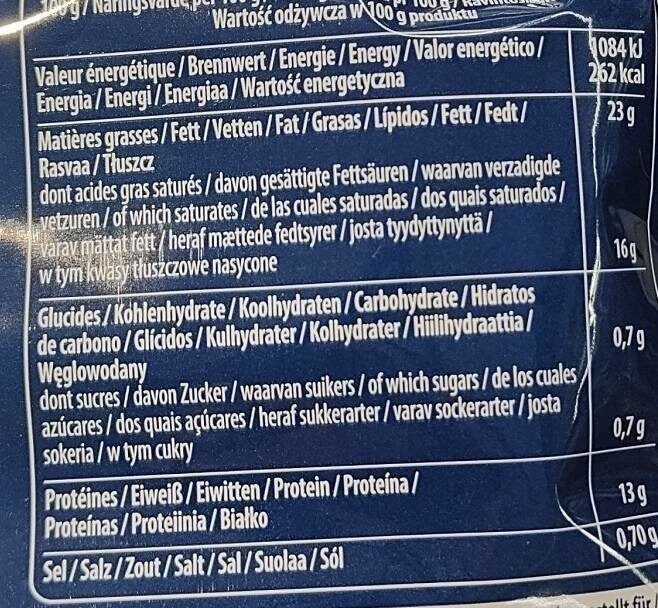 100 g / Näringsvärde
Wartość odżywcza w 100 g produktu
Valeur énergétique / Brennwert / Energie / Energy / Valor energético /
Energia / Energi / Energiaa / Wartość energetyczna
1084 kJ
262 kcal
Matières grasses / Fett / Vetten / Fat / Grasas / Lípidos / Fett / Fedt /
Rasvaa / Tłuszcz
23 g
dont acides gras saturés / davon gesättigte Fettsäuren / waarvan verzadigde
vetzuren / of which saturates / de las cuales saturadas / dos quais saturados /
varav mättat fett / heraf mættede fedtsyrer / josta tyydyttynyttä /
w tym kwasy tłuszczowe nasycone
16 g
Glucides / Kohlenhydrate / Koolhydraten / Carbohydrate / Hidratos
de carbono / Glicidos / Kulhydrater / Kolhydrater / Hiilihydraattia /
Węglowodany
0,7 g
dont sucres / davon Zucker / waarvan suikers / of which sugars / de los cuales
azúcares / dos quais açúcares / heraf sukkerarter / varav sockerarter / josta
sokeria / w tym cukry
0,7 g
Protéines / Eiweiß / Eiwitten / Protein / Proteína /
Proteínas / Proteiinia / Białko
13 g
Sel / Salz / Zout / Salt / Sal / Suolaa / Sól
0,70 g
für